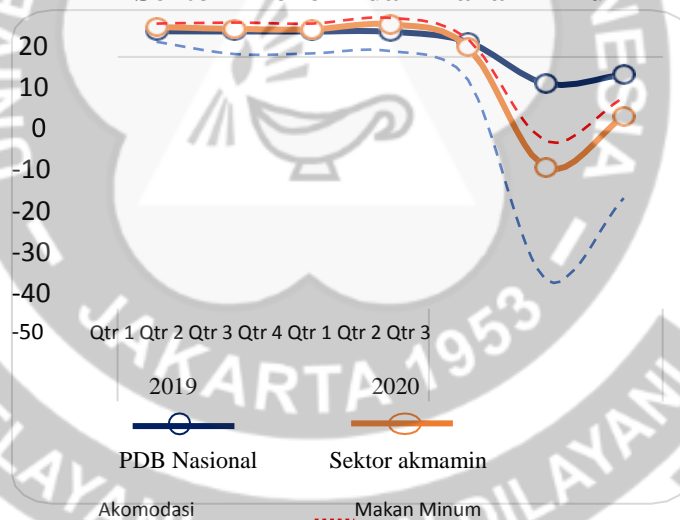 20
10
0
-10
-20
-30
-40
-50
Qtr 1 Qtr 2 Qtr 3 Qtr 4 Qtr 1 Qtr 2 Qtr 3
2019 2020
PDB Nasional Sektor akmamin
Akomodasi Makan Minum
JAKARTA 1953